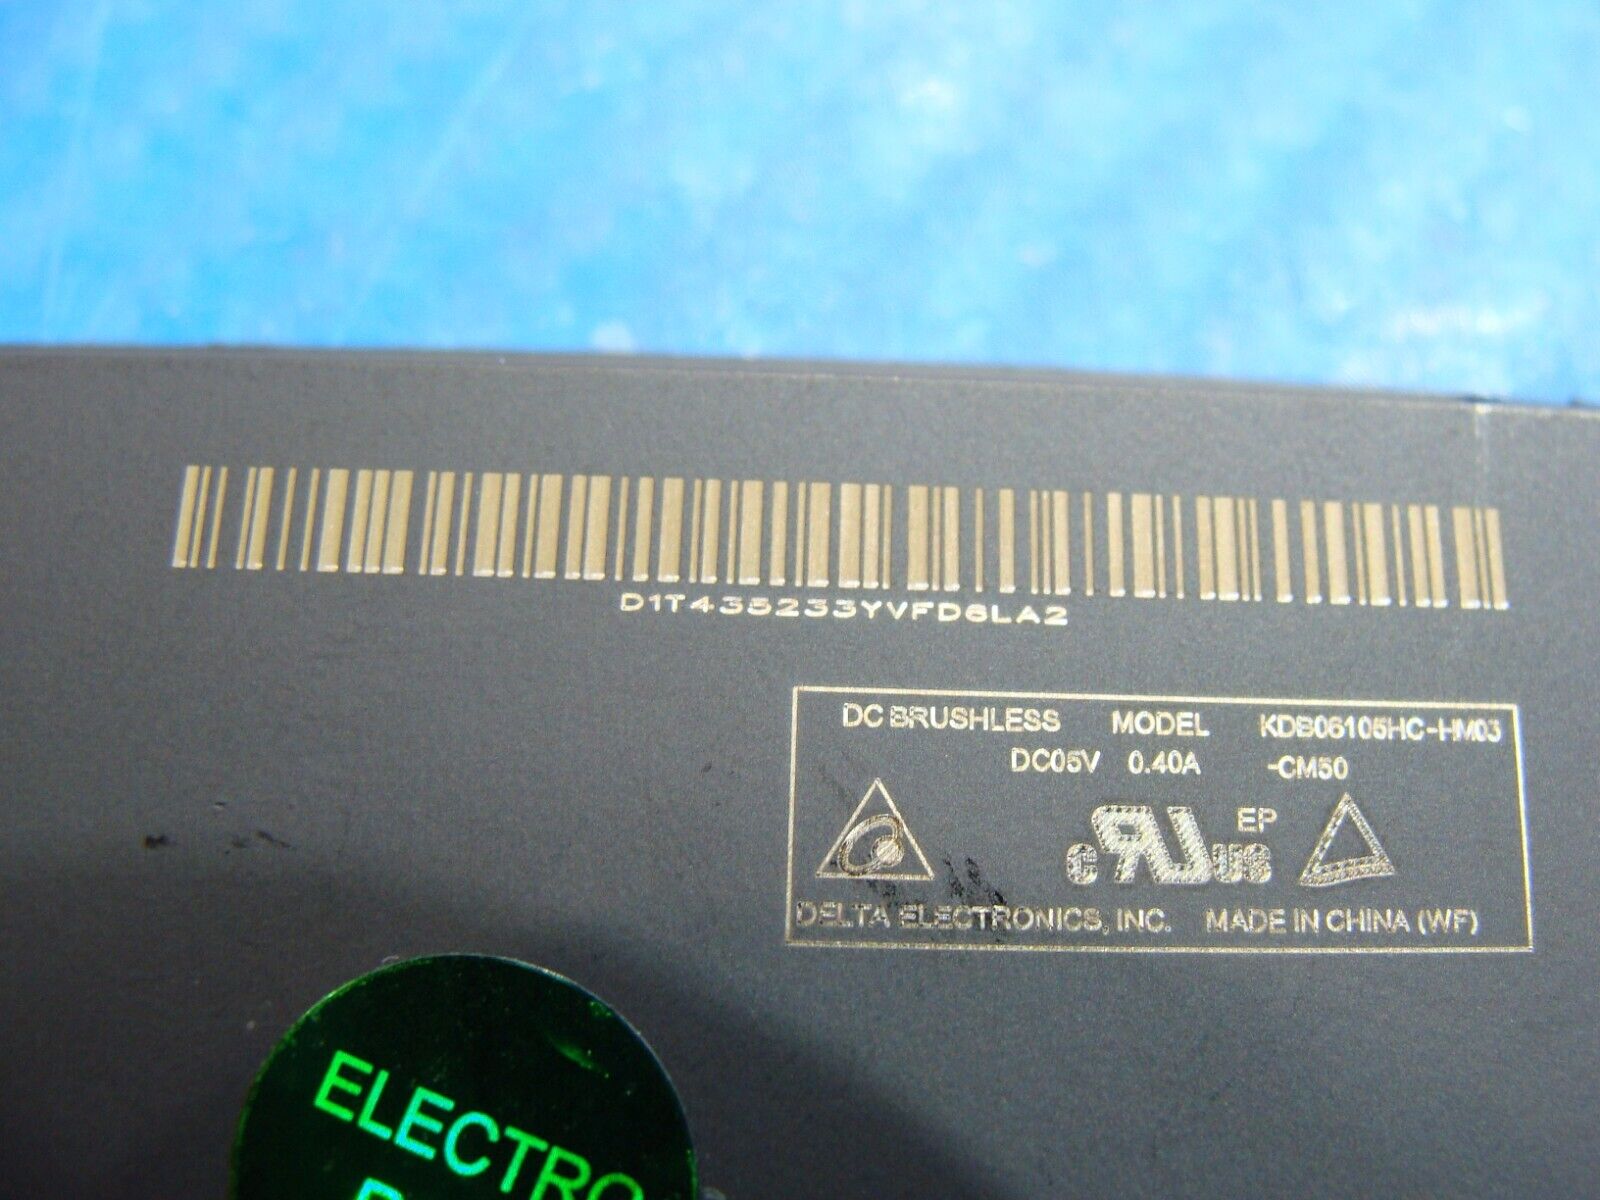 D1T435233YVFD6LA2
DC BRUSHLESS MODEL KDB06105HC-HM03
DC05V 0.40A -CM50
c RU US EP
DELTA ELECTRONICS, INC. MADE IN CHINA (WF)
ELECTRO